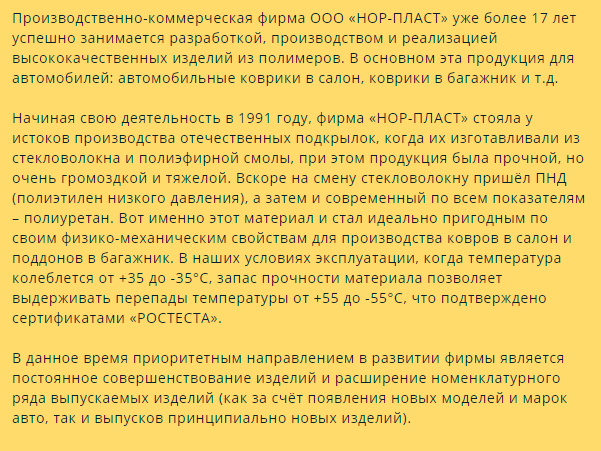 Производственно-коммерческая фирма ООО «НОР-ПЛАСТ» уже более 17 лет
успешно занимается разработкой, производством и реализацией
высококачественных изделий из полимеров. В основном эта продукция для
автомобилей: автомобильные коврики в салон, коврики в багажник и т.д.
Начиная свою деятельность в 1991 году, фирма «НОР-ПЛАСТ» стояла у
истоков производства отечественных подкрылок, когда их изготавливали из
стекловолокна и полиэфирной смолы, при этом продукция была прочной, но
очень громоздкой и тяжелой. Вскоре на смену стекловолокну пришёл ПНД
(полиэтилен низкого давления), а затем и современный по всем показателям
– полиуретан. Вот именно этот материал и стал идеально пригодным по
своим физико-механическим свойствам для производства ковров в салон и
поддонов в багажник. В наших условиях эксплуатации, когда температура
колеблется от +35 до -35°С, запас прочности материала позволяет
выдерживать перепады температуры от +55 до -55°С, что подтверждено
сертификатами «РОСТЕСТА».
В данное время приоритетным направлением в развитии фирмы является
постоянное совершенствование изделий и расширение номенклатурного
ряда выпускаемых изделий (как за счёт появления новых моделей и марок
авто, так и выпусков принципиально новых изделий).